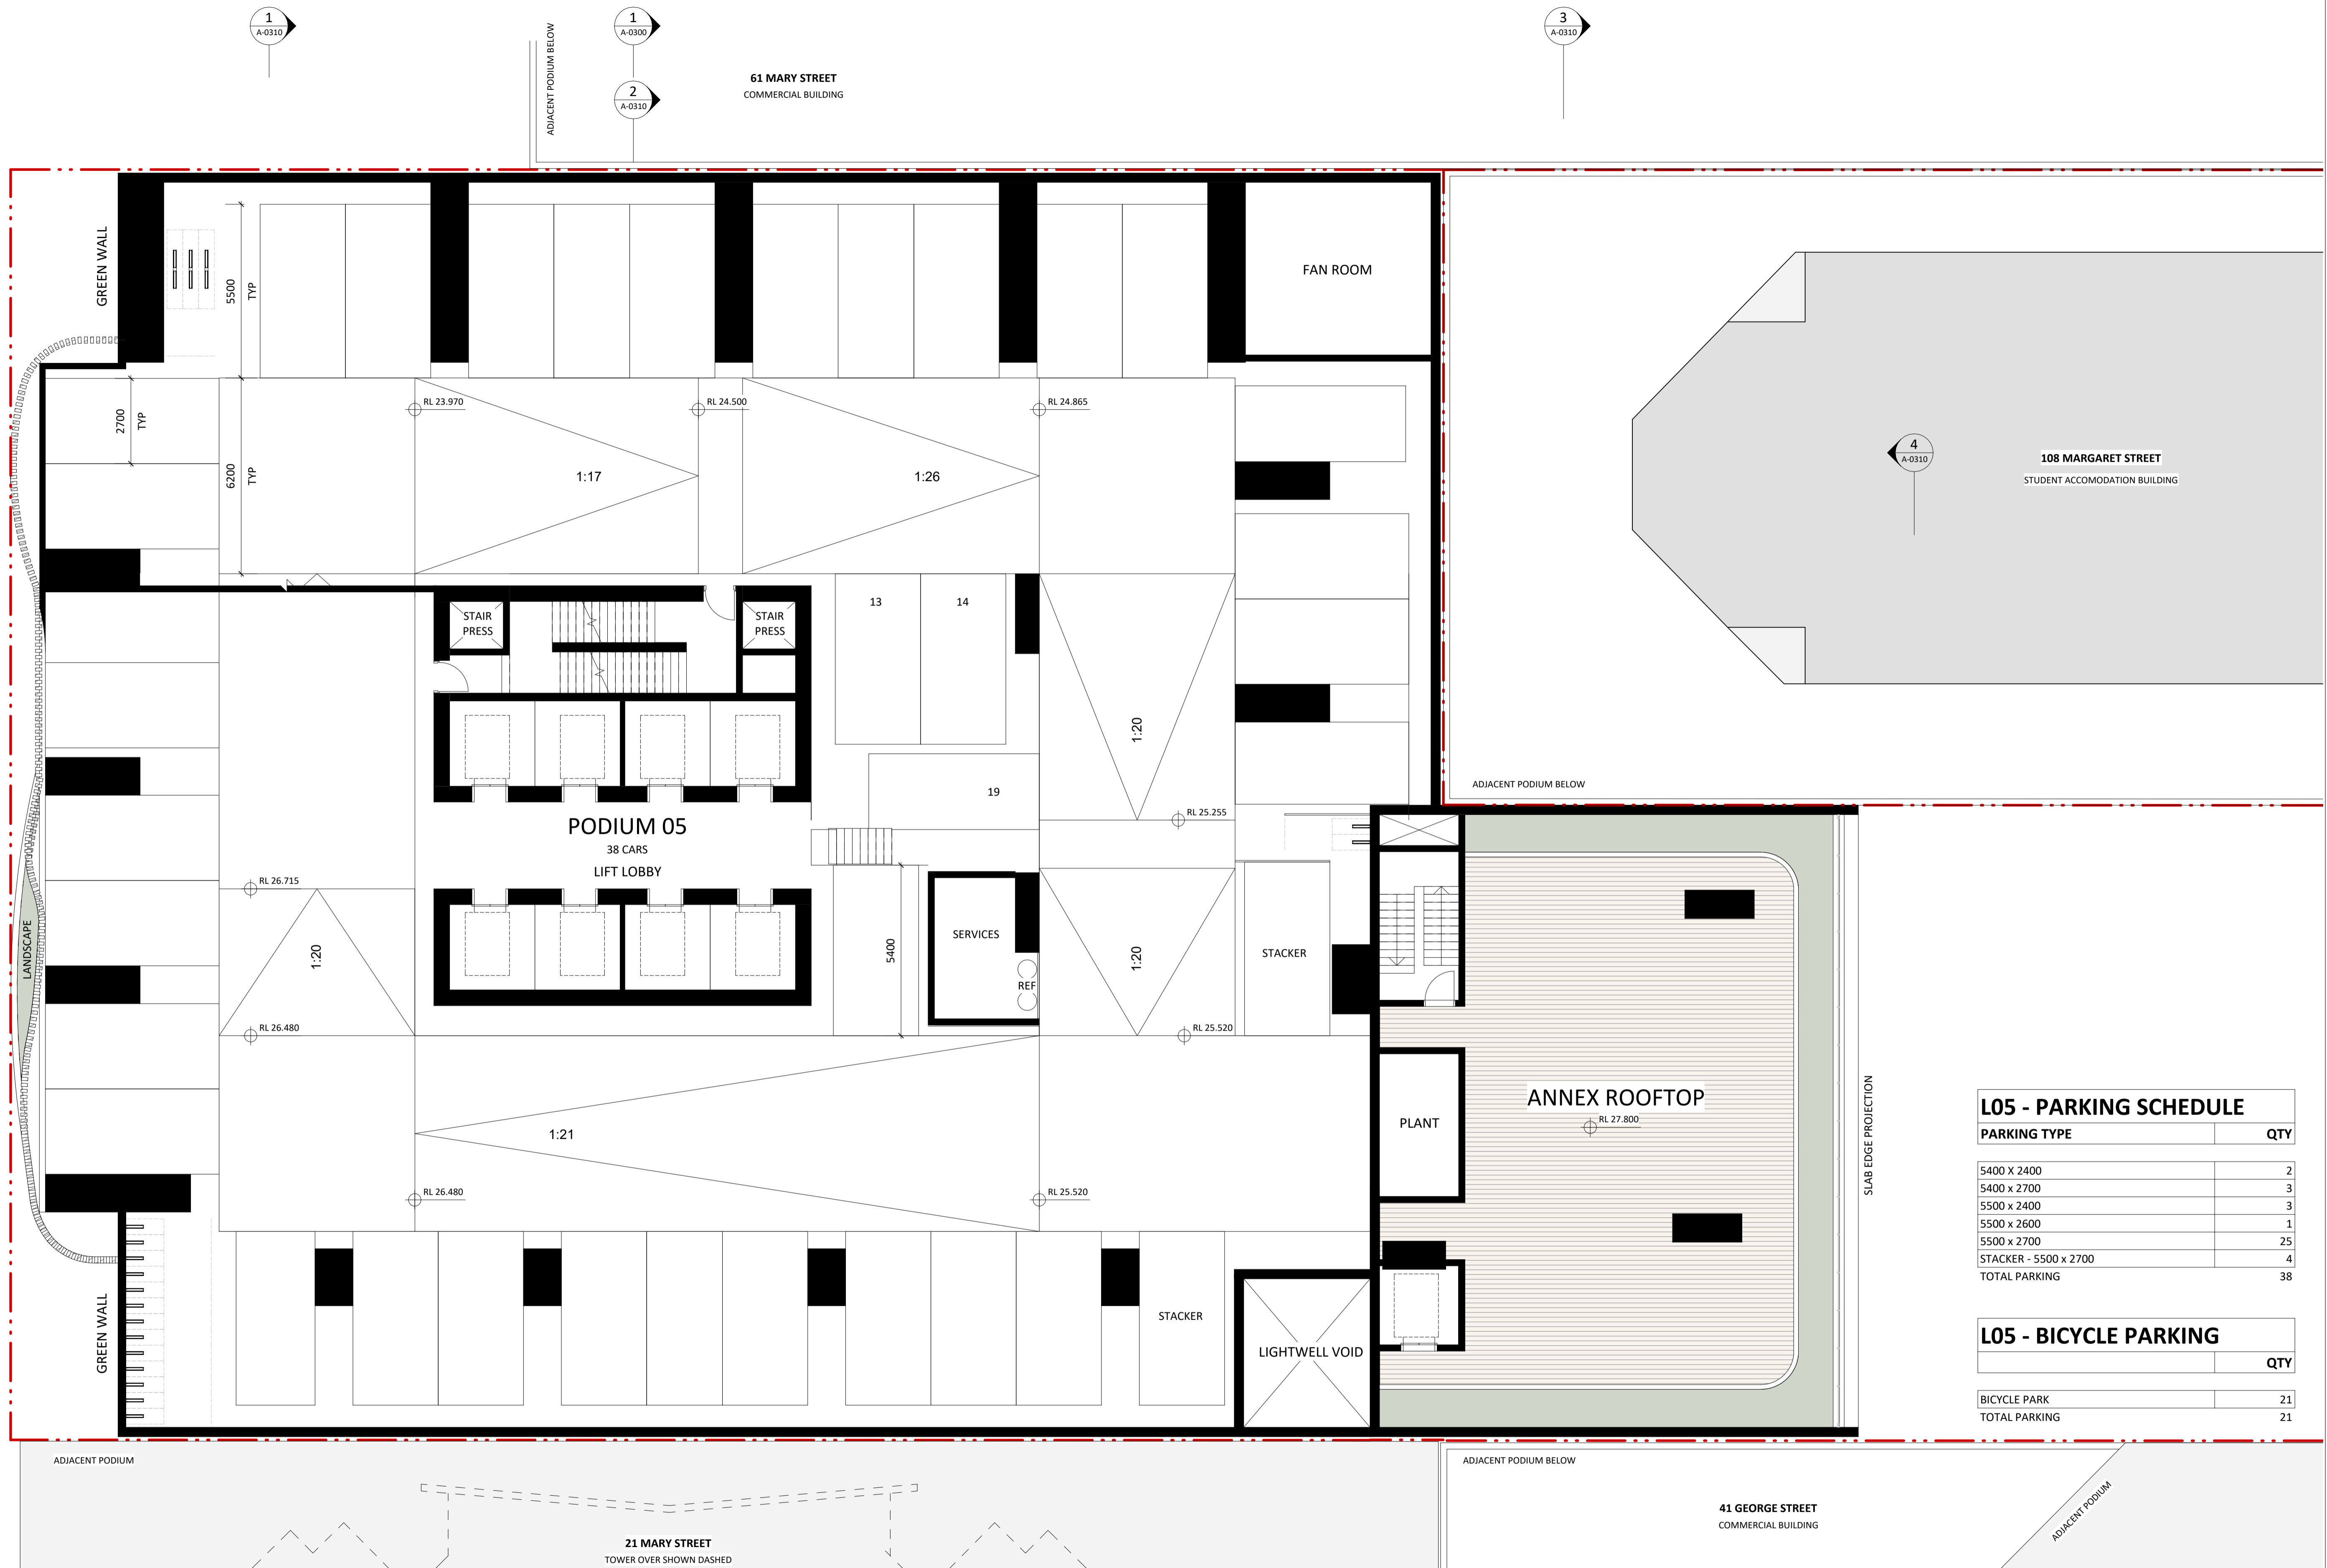 1
A-0310
1
A-0300
2
A-0310
3
A-0310
ADJACENT PODIUM BELOW
61 MARY STREET
COMMERCIAL BUILDING
GREEN WALL
5500
TYP
FAN ROOM
2700
TYP
6200
TYP
RL 23.970
RL 24.500
RL 24.865
1:17
1:26
4
A-0310
108 MARGARET STREET
STUDENT ACCOMODATION BUILDING
STAIR
PRESS
STAIR
PRESS
13
14
1:20
19
ADJACENT PODIUM BELOW
RL 25.255
PODIUM 05
38 CARS
LIFT LOBBY
RL 26.715
LANDSCAPE
1:20
5400
SERVICES
REF
1:20
STACKER
RL 26.480
RL 25.520
1:21
RL 26.480
RL 25.520
PLANT
ANNEX ROOFTOP
RL 27.800
SLAB EDGE PROJECTION
L05 - PARKING SCHEDULE
PARKING TYPE QTY
5400 X 2400 2
5400 x 2700 3
5500 x 2400 3
5500 x 2600 1
5500 x 2700 25
STACKER - 5500 x 2700 4
TOTAL PARKING 38
GREEN WALL
STACKER
LIGHTWELL VOID
L05 - BICYCLE PARKING
QTY
BICYCLE PARK 21
TOTAL PARKING 21
ADJACENT PODIUM
ADJACENT PODIUM BELOW
21 MARY STREET
TOWER OVER SHOWN DASHED
41 GEORGE STREET
COMMERCIAL BUILDING
ADJACENT PODIUM